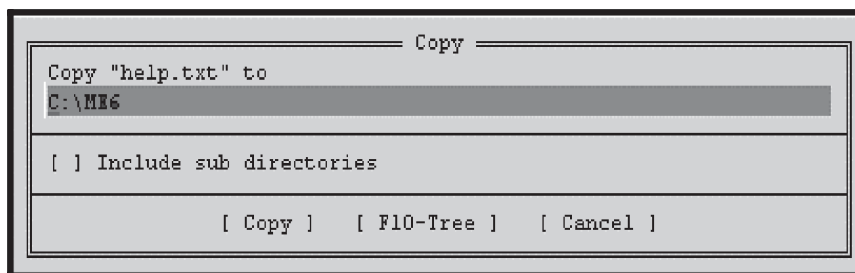 Copy
Copy "help.txt" to
C:\ME6
[ ] Include sub directories
[ Copy ] [ F10-Tree ] [ Cancel ]